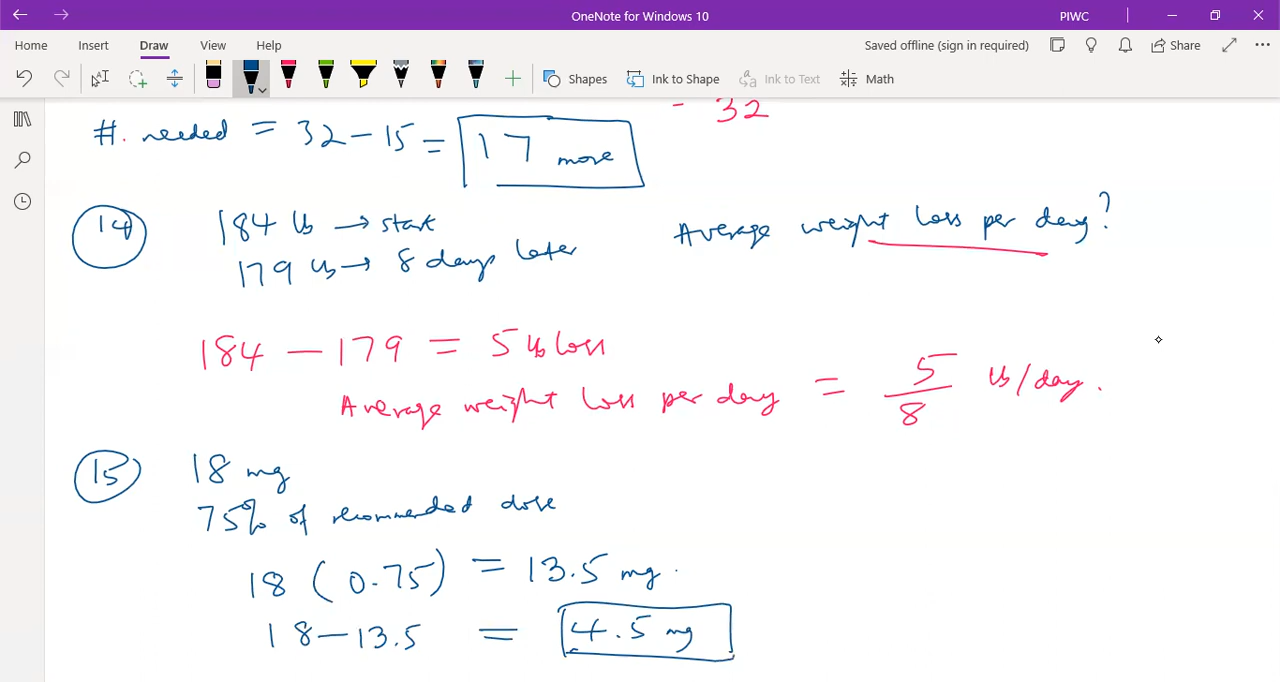 OneNote for Windows 10
PIWC
Home Insert Draw View Help
Saved offline (sign in required)
Share
Shapes
Ink to Shape
Ink to Text
Math
- 32
#. needed = 32-15 = 17 more
14
184 lb → start
Average weight loss per day?
179 lb → 8 days later
184 - 179 = 5 lb loss
Average weight loss per day = 5/8 lb/day.
15
18 mg
75% of recommended dose
18 (0.75) = 13.5 mg.
18-13.5 = 4.5 mg